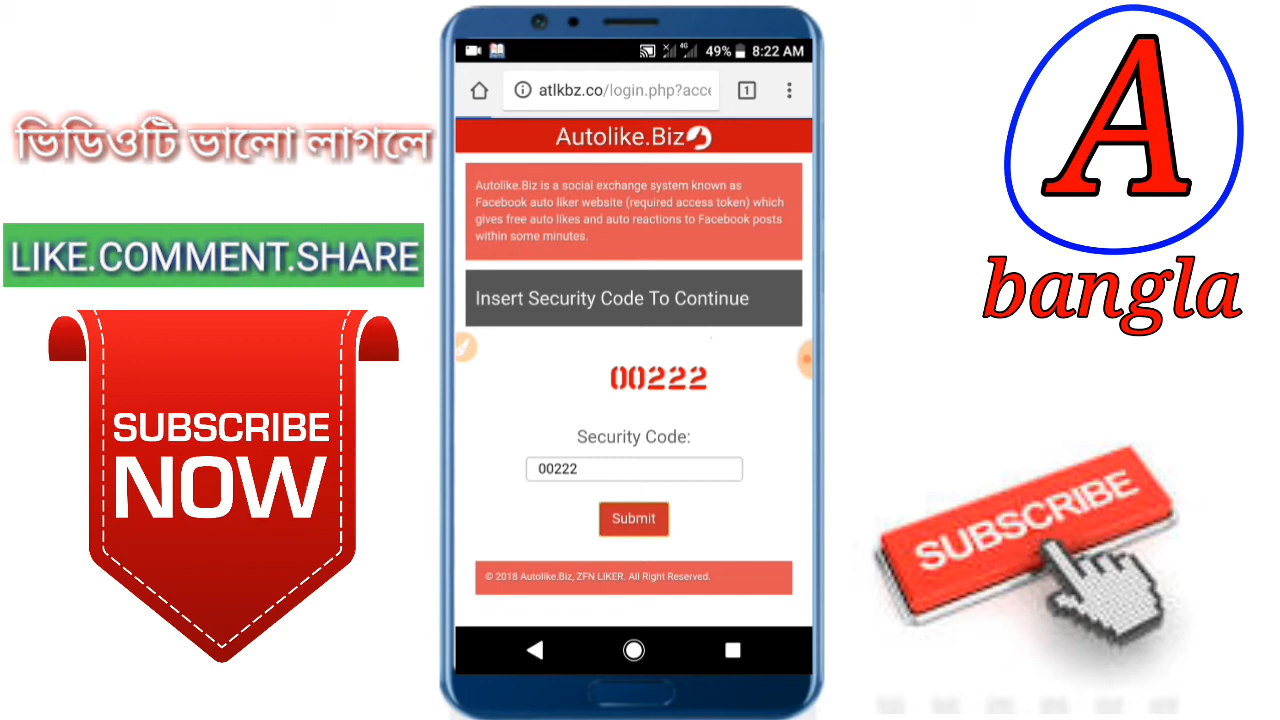 ভিডিওটি ভালো লাগলে
LIKE.COMMENT.SHARE
SUBSCRIBE
NOW
49% 8:22 AM
4G
atlkbz.co/login.php?acce
1
Autolike.Biz
Autolike.Biz is a social exchange system known as
Facebook auto liker website (required access token) which
gives free auto likes and auto reactions to Facebook posts
within some minutes.
Insert Security Code To Continue
00222
Security Code:
00222
Submit
© 2018 Autolike.Biz, ZFN LIKER. All Right Reserved.
A
bangla
SUBSCRIBE